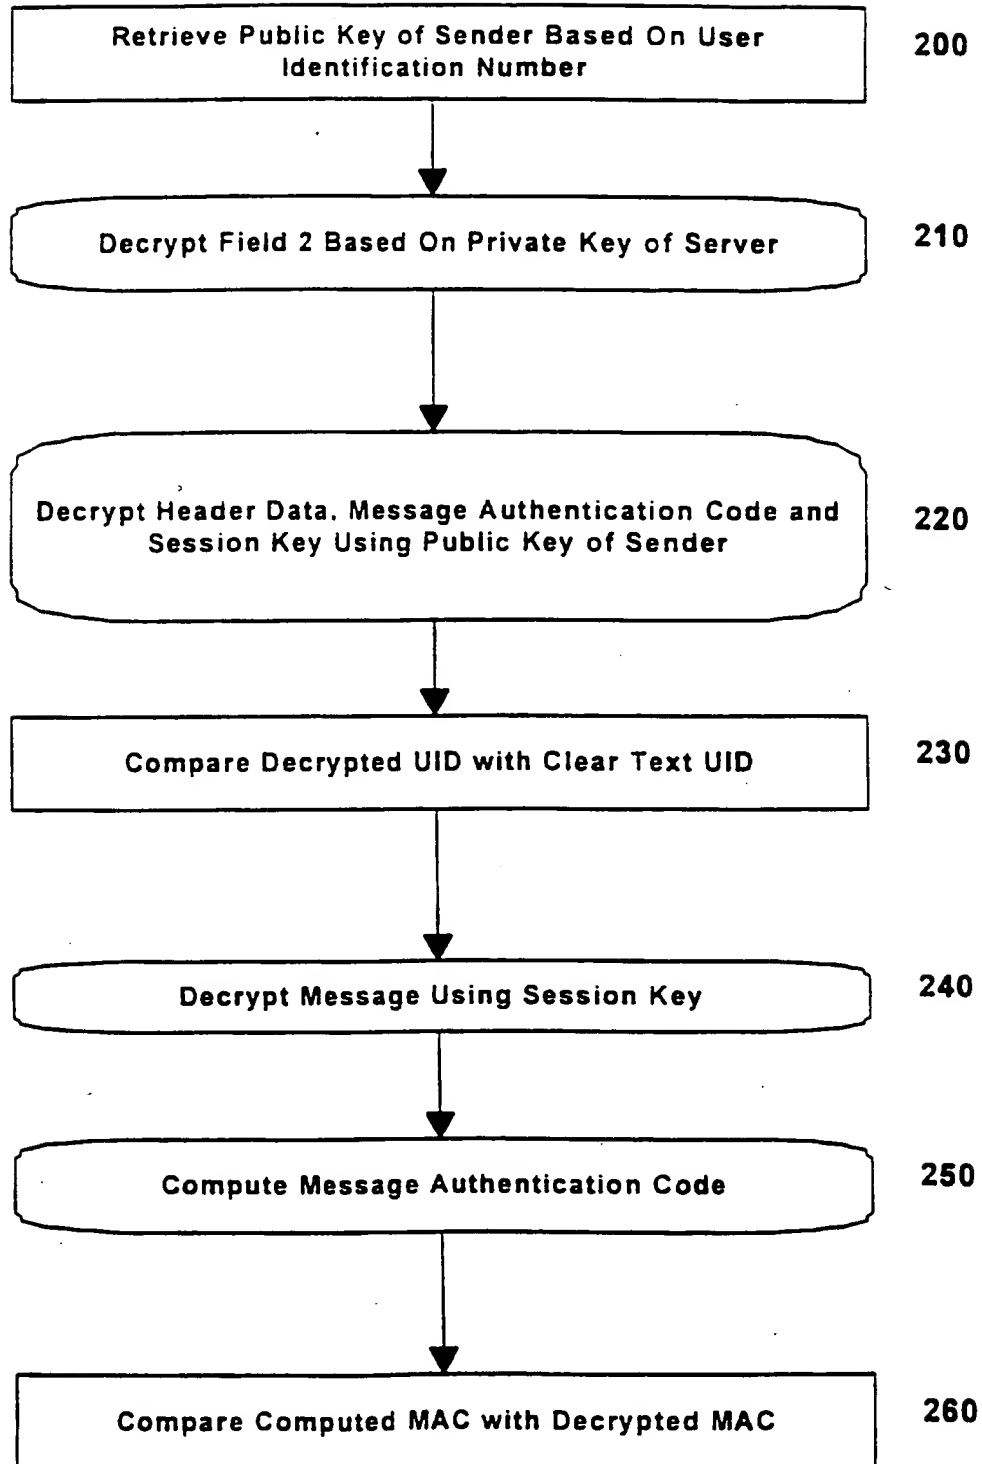 Retrieve Public Key of Sender Based On User
Identification Number
200
Decrypt Field 2 Based On Private Key of Server
210
Decrypt Header Data, Message Authentication Code and
Session Key Using Public Key of Sender
220
Compare Decrypted UID with Clear Text UID
230
Decrypt Message Using Session Key
240
Compute Message Authentication Code
250
Compare Computed MAC with Decrypted MAC
260